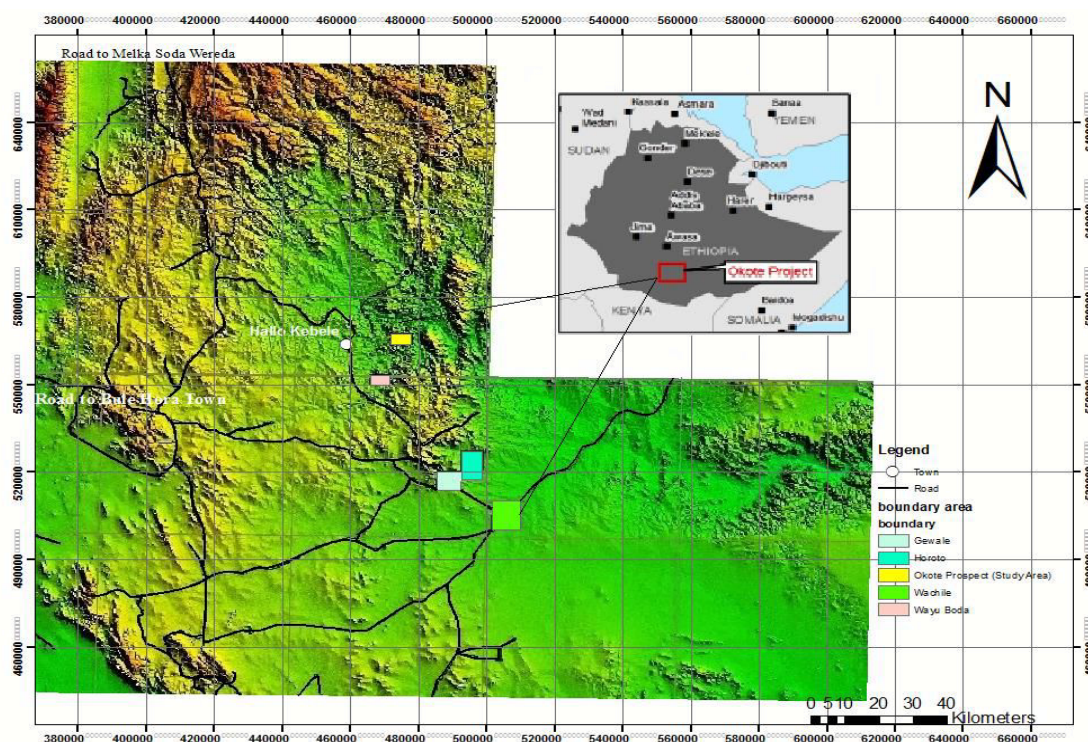 380000 400000 420000 440000 460000 480000 500000 520000 540000 560000 580000 600000 620000 640000 660000
Road to Melka Soda Wereda
640000
610000
580000
550000
520000
490000
460000
Hallo Kebele
Road to Bule Hora Town
Kassala
Asmara
Sanaa
YEMEN
Wad
Medani
SUDAN
Mekele
Gonder
Dese
Djibouti
Addis
Ababa
Harer
Hargeysa
Jima
Awasa
ETHIOPIA
Okote Project
KENYA
Baidoa
SOMALIA
Mogadishu
N
Legend
Town
Road
boundary area
boundary
Gewale
Horoto
Okote Prospect (Study Area)
Wachile
Wayu Boda
0 5 10 20 30 40
Kilometers
380000 400000 420000 440000 460000 480000 500000 520000 540000 560000 580000 600000 620000 640000 660000